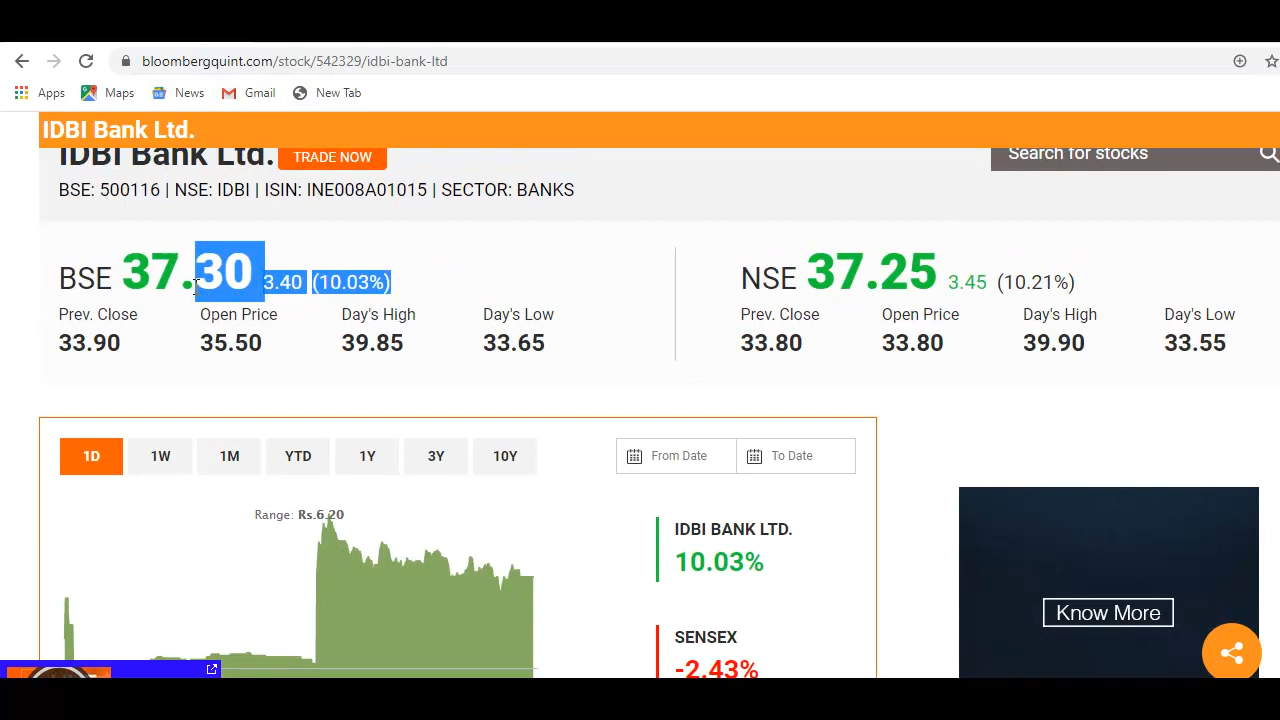 bloombergquint.com/stock/542329/idbi-bank-ltd
Apps Maps News Gmail New Tab
IDBI Bank Ltd.
IDBI Bank Ltd. TRADE NOW Search for stocks
BSE: 500116 | NSE: IDBI | ISIN: INE008A01015 | SECTOR: BANKS
BSE 37.30 3.40 (10.03%)
Prev. Close Open Price Day's High Day's Low
33.90 35.50 39.85 33.65
NSE 37.25 3.45 (10.21%)
Prev. Close Open Price Day's High Day's Low
33.80 33.80 39.90 33.55
1D 1W 1M YTD 1Y 3Y 10Y From Date To Date
Range: Rs.6.20
IDBI BANK LTD.
10.03%
SENSEX
-2.43%
Know More